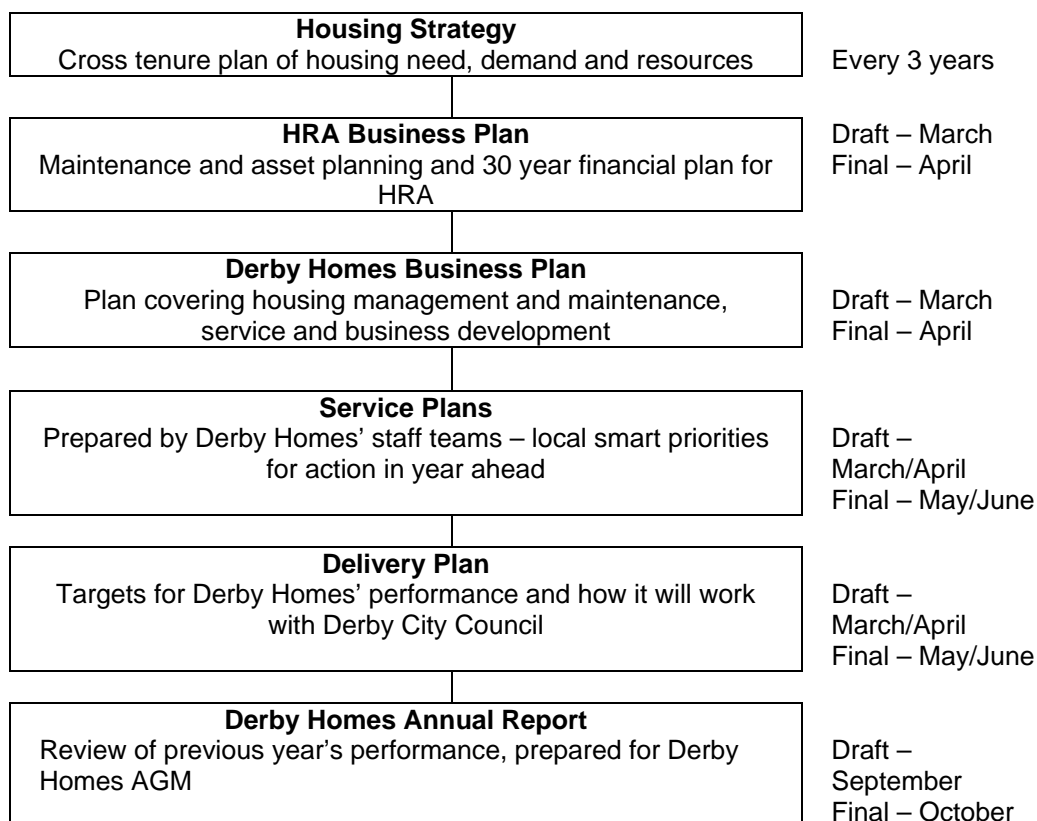 Housing Strategy
Cross tenure plan of housing need, demand and resources
Every 3 years
HRA Business Plan
Maintenance and asset planning and 30 year financial plan for
HRA
Draft – March
Final – April
Derby Homes Business Plan
Plan covering housing management and maintenance,
service and business development
Draft – March
Final – April
Service Plans
Prepared by Derby Homes’ staff teams – local smart priorities
for action in year ahead
Draft –
March/April
Final – May/June
Delivery Plan
Targets for Derby Homes’ performance and how it will work
with Derby City Council
Draft –
March/April
Final – May/June
Derby Homes Annual Report
Review of previous year’s performance, prepared for Derby
Homes AGM
Draft –
September
Final – October